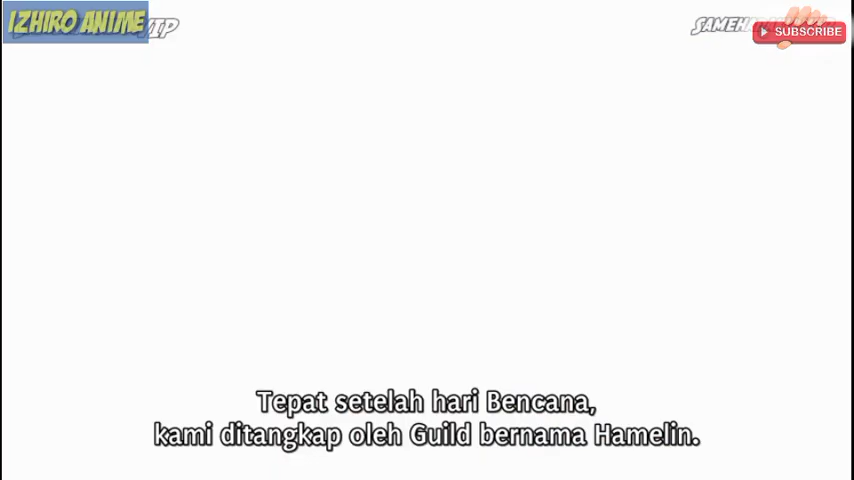 IZHIRO ANIME
SUBSCRIBE
Tepat setelah hari Bencana,
kami ditangkap oleh Guild bernama Hamelin.